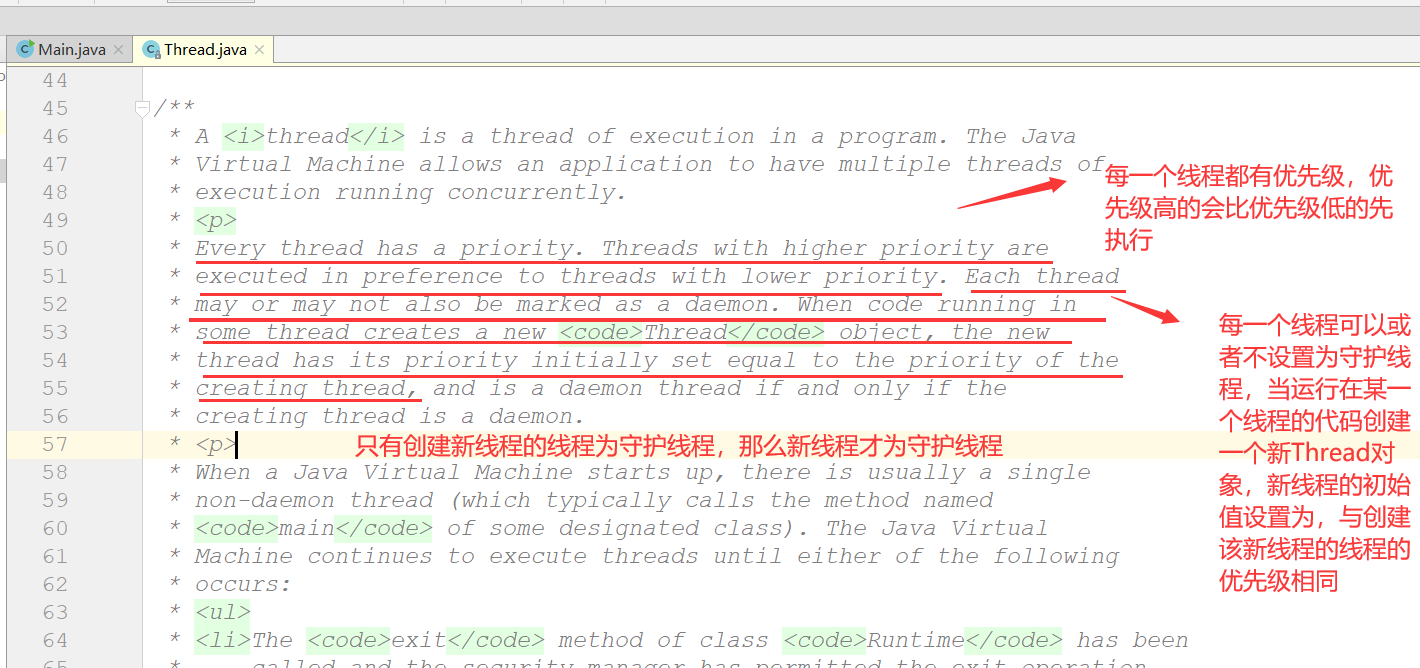 Main.java
Thread.java
44
45 /**
46 * A <i>thread</i> is a thread of execution in a program. The Java
47 * Virtual Machine allows an application to have multiple threads of
48 * execution running concurrently.
49 * <p>
50 * Every thread has a priority. Threads with higher priority are
51 * executed in preference to threads with lower priority. Each thread
52 * may or may not also be marked as a daemon. When code running in
53 * some thread creates a new <code>Thread</code> object, the new
54 * thread has its priority initially set equal to the priority of the
55 * creating thread, and is a daemon thread if and only if the
56 * creating thread is a daemon.
57 * <p> 只有创建新线程的线程为守护线程，那么新线程才为守护线程
58 * When a Java Virtual Machine starts up, there is usually a single
59 * non-daemon thread (which typically calls the method named
60 * <code>main</code> of some designated class). The Java Virtual
61 * Machine continues to execute threads until either of the following
62 * occurs:
63 * <ul>
64 * <li>The <code>exit</code> method of class <code>Runtime</code> has been
65 * called and the security manager has permitted the exit operation
每一个线程都有优先级，优
先级高的会比优先级低的先
执行
每一个线程可以或
者不设置为守护线
程，当运行在某一
个线程的代码创建
一个新Thread对
象，新线程的初始
值设置为，与创建
该新线程的线程的
优先级相同